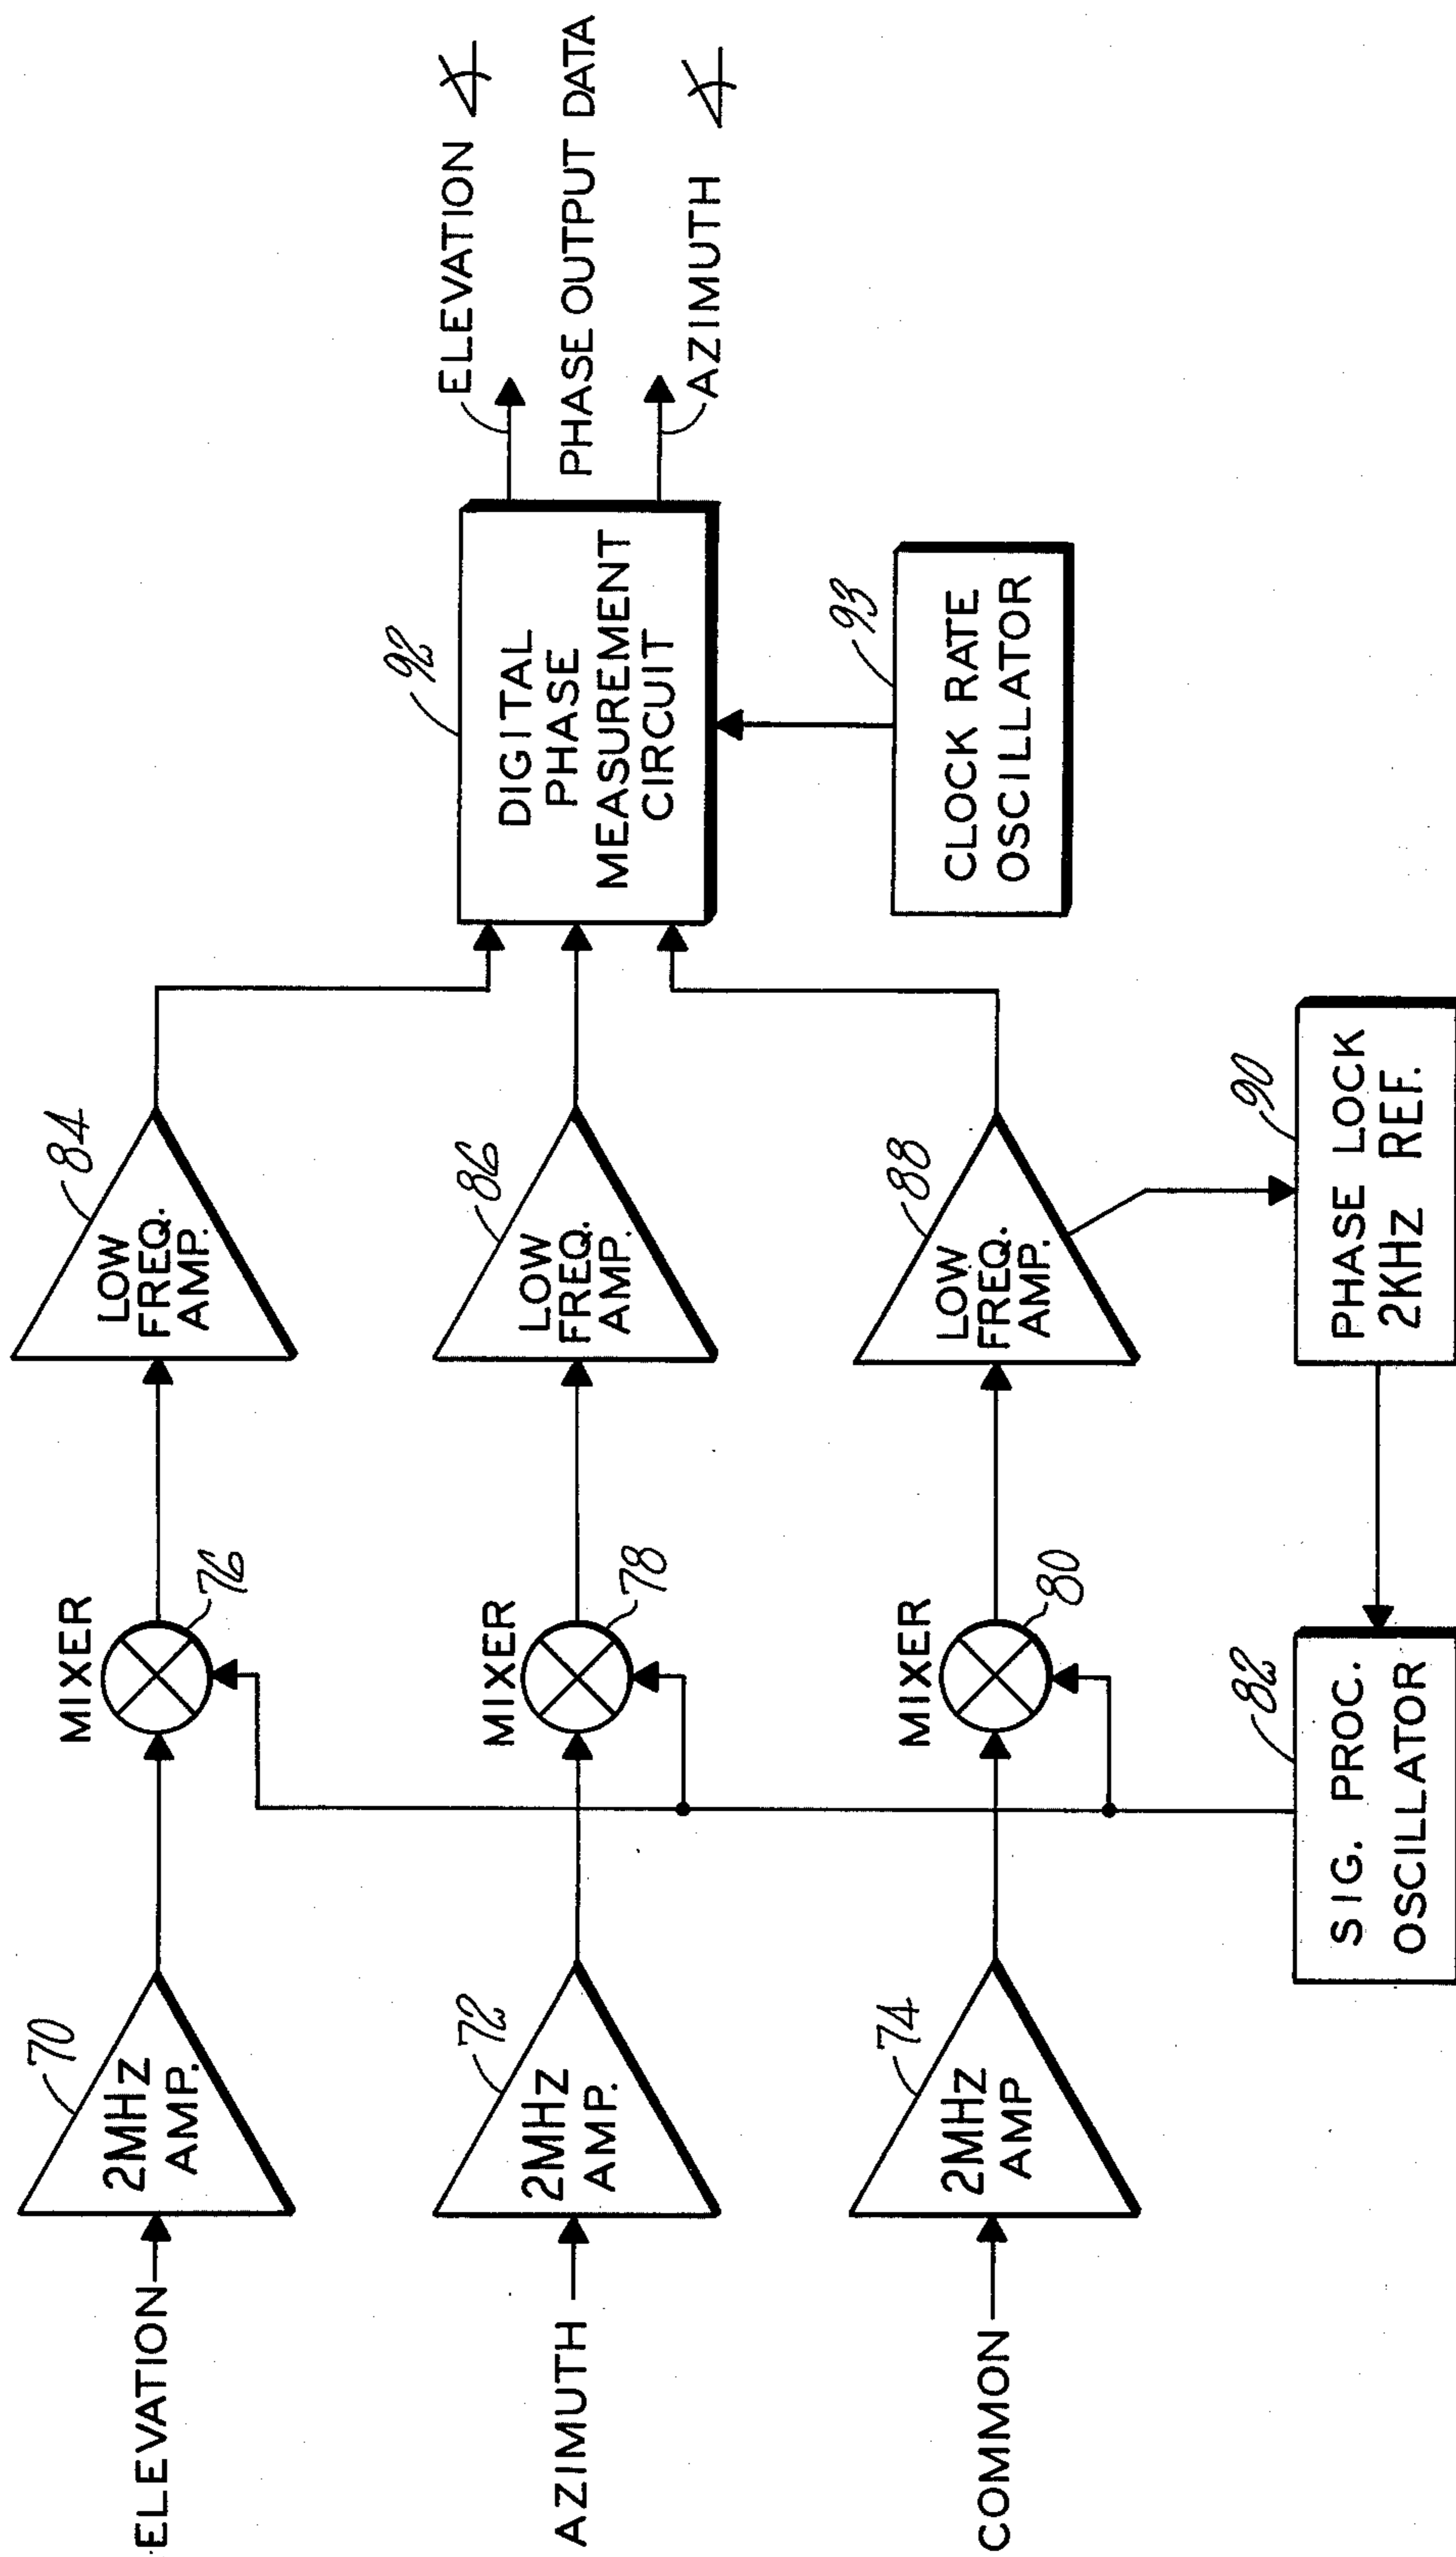 ELEVATION
70
2MHz
AMP.
MIXER
76
84
LOW
FREQ.
AMP.
AZIMUTH
72
2MHz
AMP.
MIXER
78
86
LOW
FREQ.
AMP.
COMMON
74
2MHz
AMP
MIXER
80
88
LOW
FREQ.
AMP.
82
SIG. PROC.
OSCILLATOR
90
PHASE LOCK
2KHz REF.
92
DIGITAL
PHASE
MEASUREMENT
CIRCUIT
93
CLOCK RATE
OSCILLATOR
ELEVATION ∢
PHASE OUTPUT DATA
AZIMUTH ∢